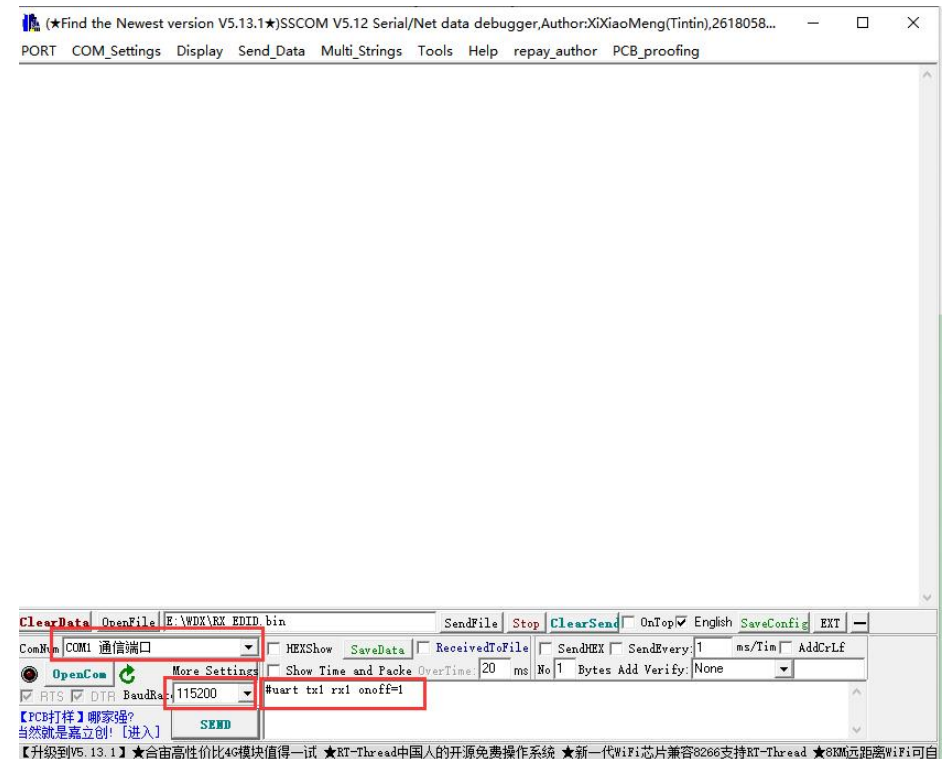 (★Find the Newest version V5.13.1★)SSCOM V5.12 Serial/Net data debugger,Author:XiXiaoMeng(Tintin),2618058...
PORT COM_Settings Display Send_Data Multi_Strings Tools Help repay_author PCB_proofing
ClearData OpenFile E:\WDX\RX EDID.bin SendFile Stop ClearSend OnTop English SaveConfig EXT —
ComNum COM1 通信端口 HEXShow SaveData ReceivedToFile SendHEX SendEvery: 1 ms/Tim AddCrLf
OpenCom More Settings Show Time and Packe OverTime: 20 ms No 1 Bytes Add Verify: None
RTS DTR BaudRat 115200 #uart tx1 rx1 onoff=1
【PCB打样】哪家强?
当然就是嘉立创! [进入] SEND
【升级到V5.13.1】★合宙高性价比4G模块值得一试 ★RT-Thread中国人的开源免费操作系统 ★新一代WiFi芯片兼容8266支持RT-Thread ★8KM远距离WiFi可自